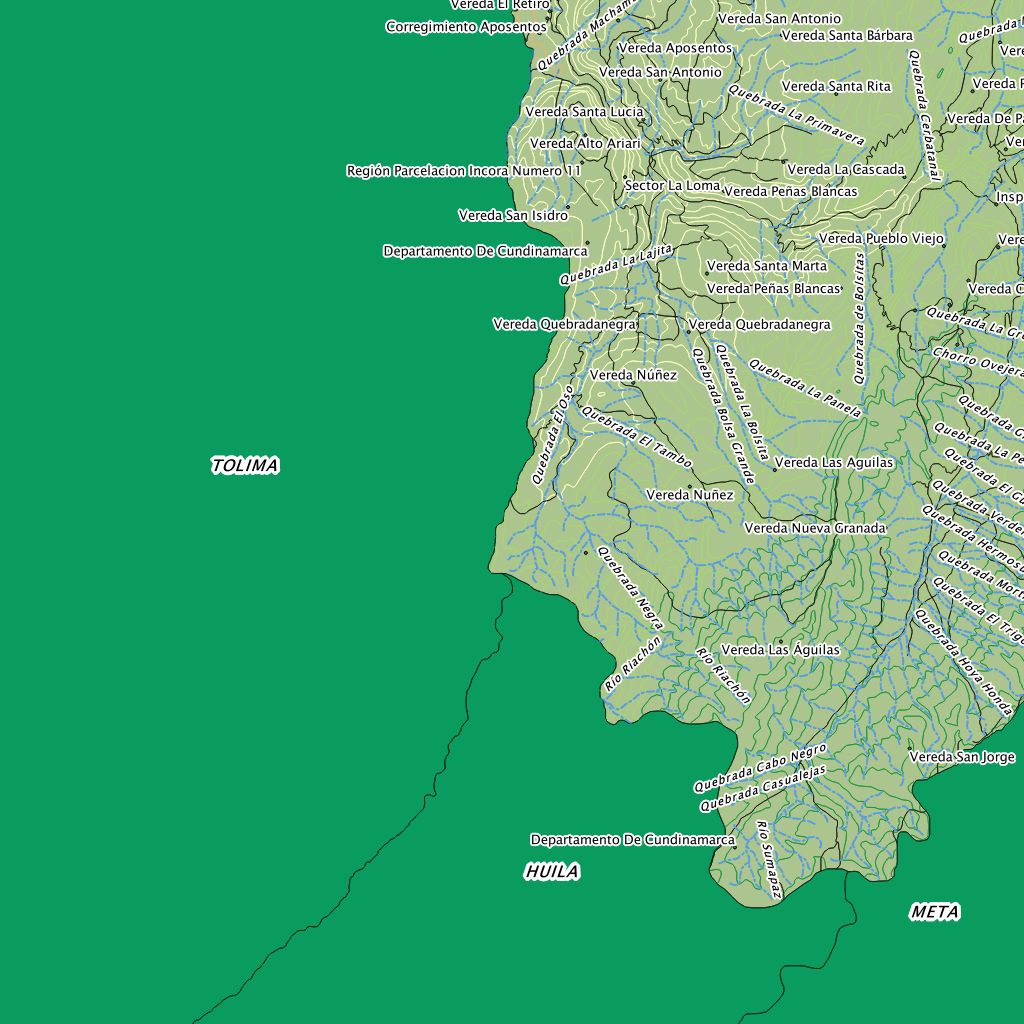 Vereda El Retiro
Corregimiento Aposentos
Vereda San Antonio
Vereda Santa Bárbara
Vereda Aposentos
Vereda San Antonio
Vereda Santa Rita
Quebrada La Primavera
Quebrada Cerbatanal
Vereda Santa Lucia
Vereda Alto Ariari
Región Parcelacion Incora Numero 11
Vereda La Cascada
Sector La Loma
Vereda Peñas Blancas
Vereda San Isidro
Vereda Pueblo Viejo
Departamento De Cundinamarca
Quebrada La Lajita
Vereda Santa Marta
Vereda Peñas Blancas
Quebrada de Bolsitas
Vereda Quebradanegra
Vereda Quebradanegra
Quebrada Bolsa Grande
Quebrada La Bolsita
Quebrada La Panela
Vereda Núñez
Quebrada El Oso
Quebrada El Tambo
TOLIMA
Vereda Las Aguilas
Vereda Nuñez
Vereda Nueva Granada
Quebrada Negra
Río Riachón
Río Riachón
Vereda Las Águilas
Quebrada Hoya Honda
Quebrada Cabo Negro
Quebrada Casualejas
Vereda San Jorge
Departamento De Cundinamarca
Río Sumapaz
HUILA
META